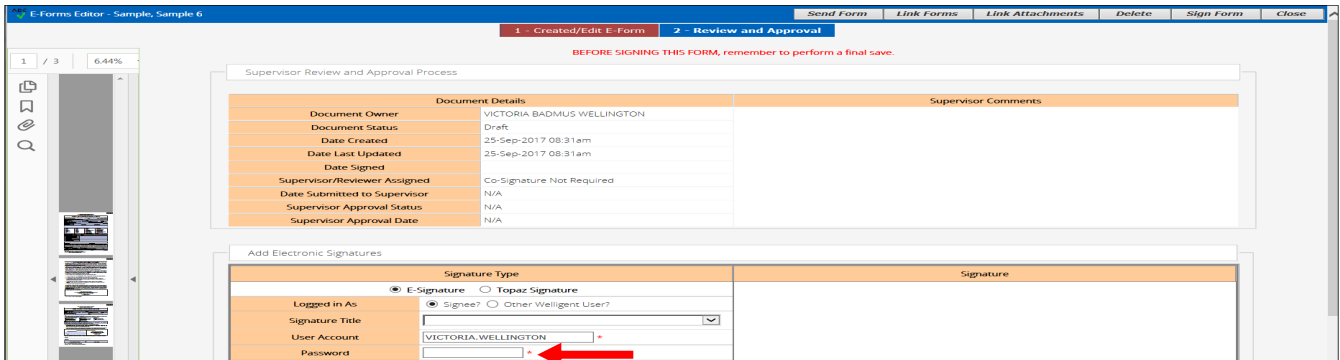 E-Forms Editor - Sample, Sample 6 Send Form Link Forms Link Attachments Delete Sign Form Close
1 - Created/Edit E-Form 2 - Review and Approval
BEFORE SIGNING THIS FORM, remember to perform a final save.
1 / 3 6.44%
Supervisor Review and Approval Process
Document Details Supervisor Comments
Document Owner VICTORIA BADMUS WELLINGTON
Document Status Draft
Date Created 25-Sep-2017 08:31am
Date Last Updated 25-Sep-2017 08:31am
Date Signed
Supervisor/Reviewer Assigned Co-Signature Not Required
Date Submitted to Supervisor N/A
Supervisor Approval Status N/A
Supervisor Approval Date N/A
Add Electronic Signatures
Signature Type Signature
E-Signature Topaz Signature
Logged in As Signee? Other Welligent User?
Signature Title
User Account VICTORIA.WELLINGTON *
Password *